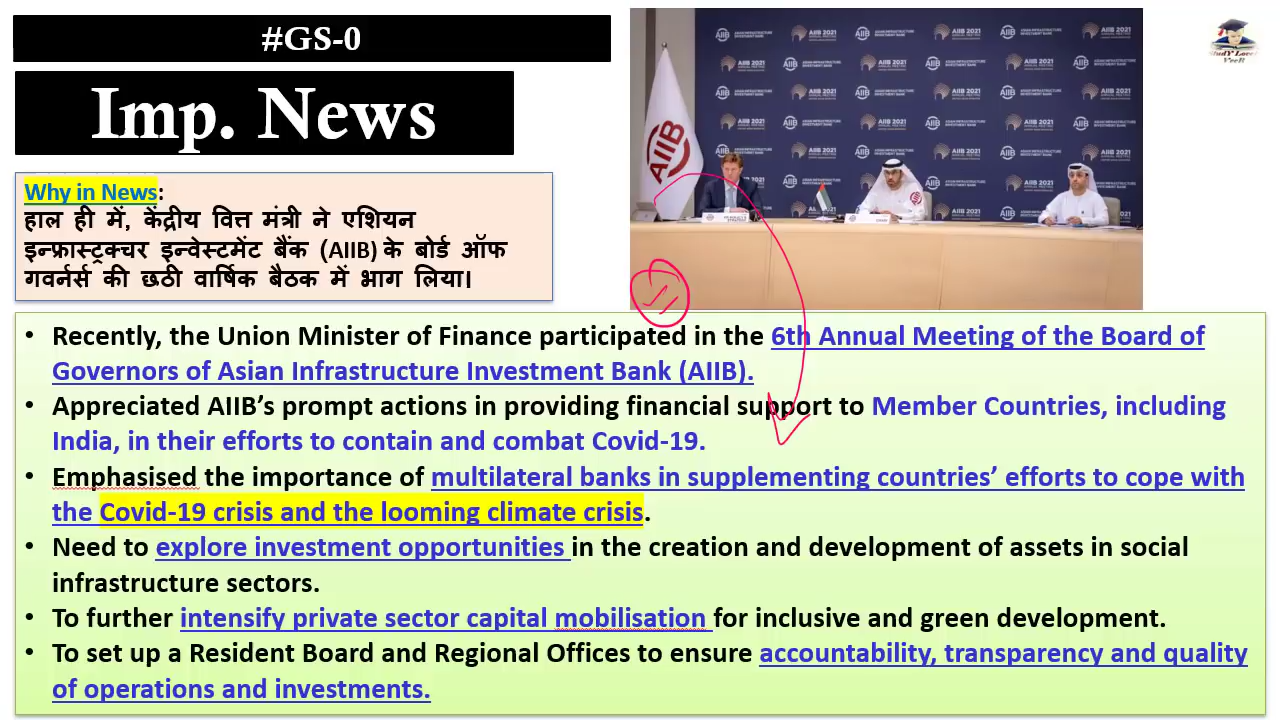 #GS-0
Imp. News
Why in News:
हाल ही में, केंद्रीय वित्त मंत्री ने एशियन
इन्फ्रास्ट्रक्चर इन्वेस्टमेंट बैंक (AIIB) के बोर्ड ऑफ
गवर्नर्स की छठी वार्षिक बैठक में भाग लिया।
AIIB
AIIB 2021
ASIAN INFRASTRUCTURE INVESTMENT BANK
StudY LoveR
VeeR
• Recently, the Union Minister of Finance participated in the 6th Annual Meeting of the Board of
Governors of Asian Infrastructure Investment Bank (AIIB).
• Appreciated AIIB’s prompt actions in providing financial support to Member Countries, including
India, in their efforts to contain and combat Covid-19.
• Emphasised the importance of multilateral banks in supplementing countries’ efforts to cope with
the Covid-19 crisis and the looming climate crisis.
• Need to explore investment opportunities in the creation and development of assets in social
infrastructure sectors.
• To further intensify private sector capital mobilisation for inclusive and green development.
• To set up a Resident Board and Regional Offices to ensure accountability, transparency and quality
of operations and investments.